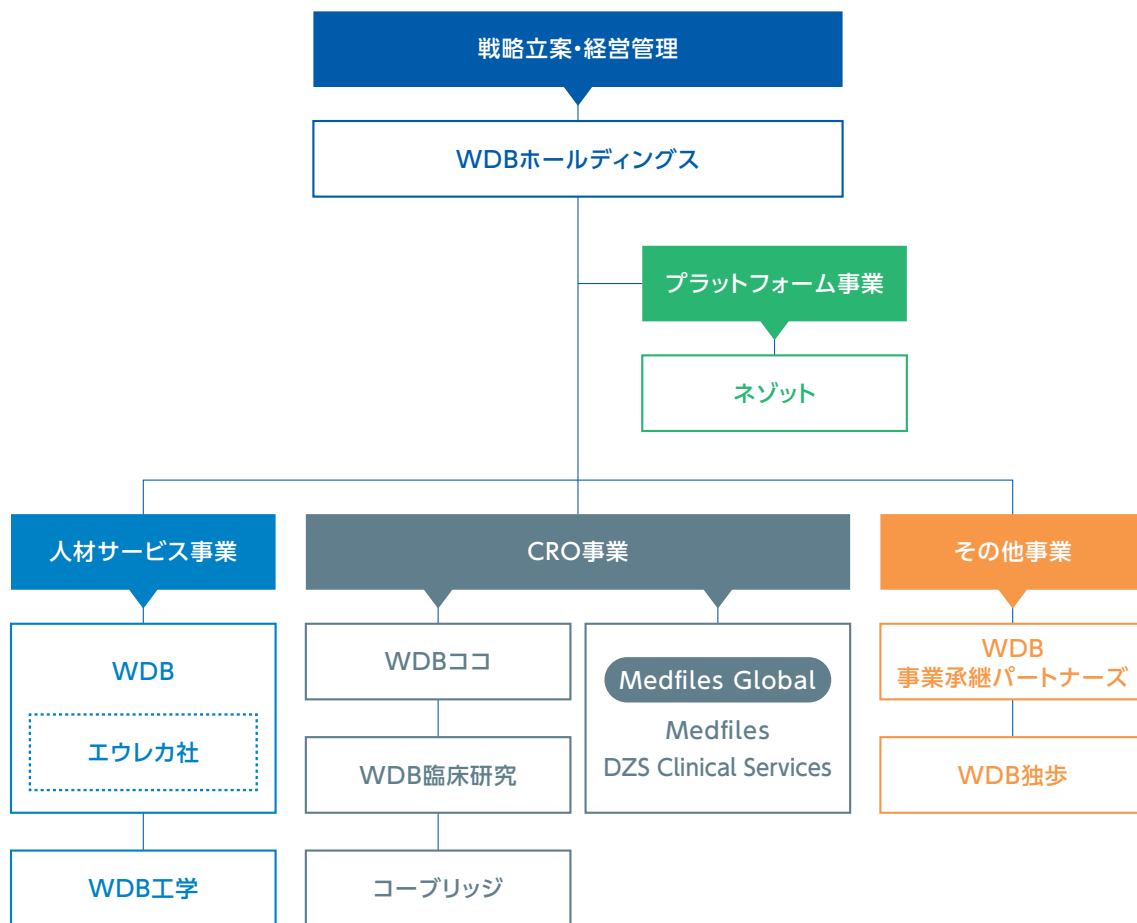 戦略立案・経営管理
WDBホールディングス
プラットフォーム事業
ネゾット
人材サービス事業
WDB
エウレカ社
WDB工学
CRO事業
WDBココ
WDB臨床研究
コーブリッジ
Medfiles Global
Medfiles
DZS Clinical Services
その他事業
WDB
事業承継パートナーズ
WDB独歩